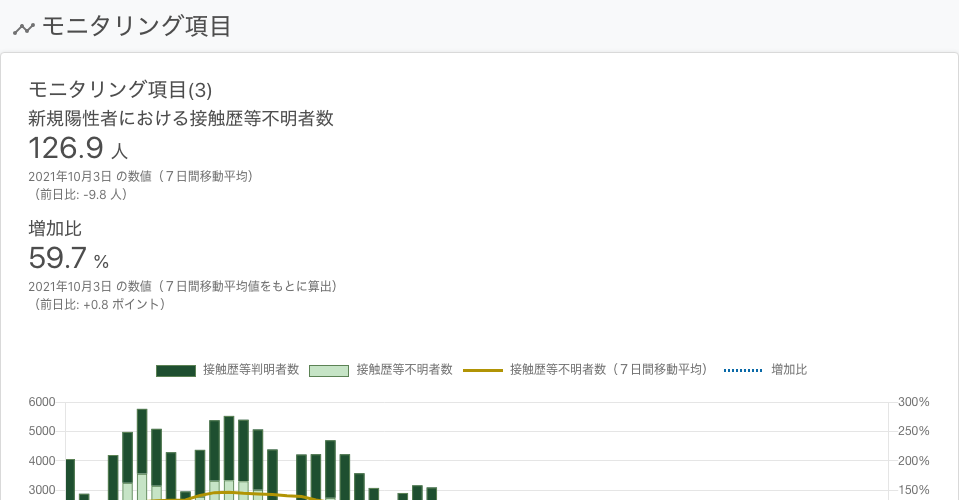 モニタリング項目
モニタリング項目(3)
新規陽性者における接触歴等不明者数
126.9 人
2021年10月3日 の数値（７日間移動平均）
（前日比: -9.8 人）
増加比
59.7 %
2021年10月3日 の数値（７日間移動平均値をもとに算出）
（前日比: +0.8 ポイント）
接触歴等判明者数 接触歴等不明者数 接触歴等不明者数（７日間移動平均） 増加比
6000 300%
5000 250%
4000 200%
3000 150%